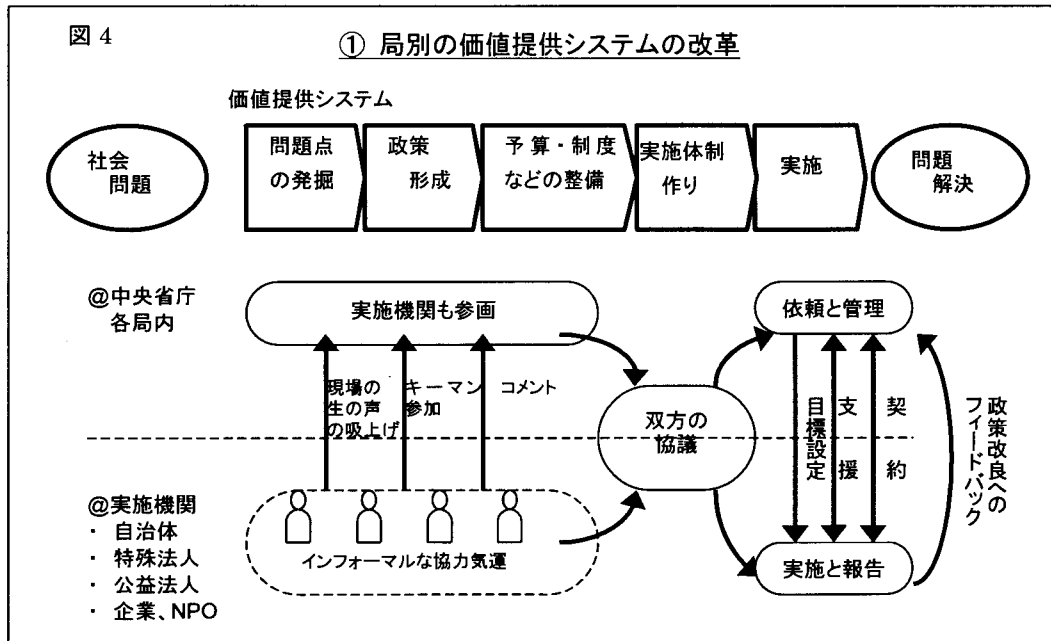 図 4
① 局別の価値提供システムの改革
価値提供システム
社会
問題
問題点
の発掘
政策
形成
予算・制度
などの整備
実施体制
作り
実施
問題
解決
@中央省庁
各局内
実施機関も参画
依頼と管理
現場の
生の声
の吸上げ
キーマン
参加
コメント
双方の
協議
目標設定
支援
契約
政策改良への
フィードバック
@実施機関
・ 自治体
・ 特殊法人
・ 公益法人
・ 企業、NPO
インフォーマルな協力気運
実施と報告